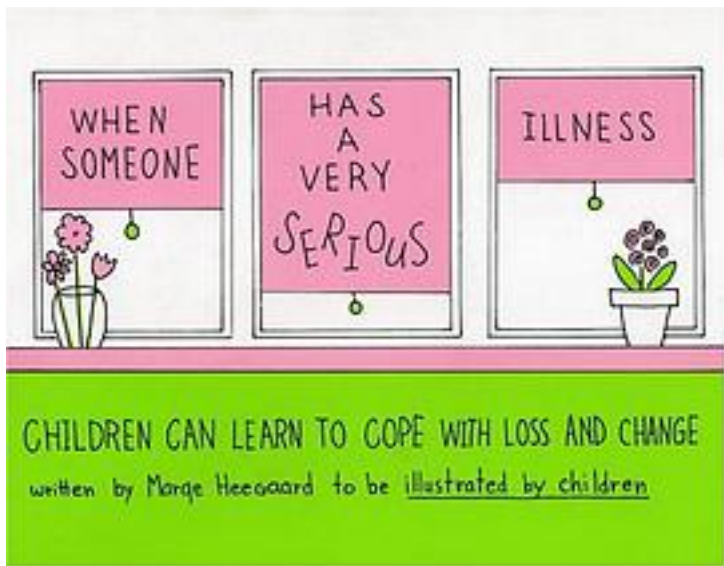 WHEN
SOMEONE
HAS
A
VERY
SERIOUS
ILLNESS
CHILDREN CAN LEARN TO COPE WITH LOSS AND CHANGE
written by Marge Heegaard to be illustrated by children